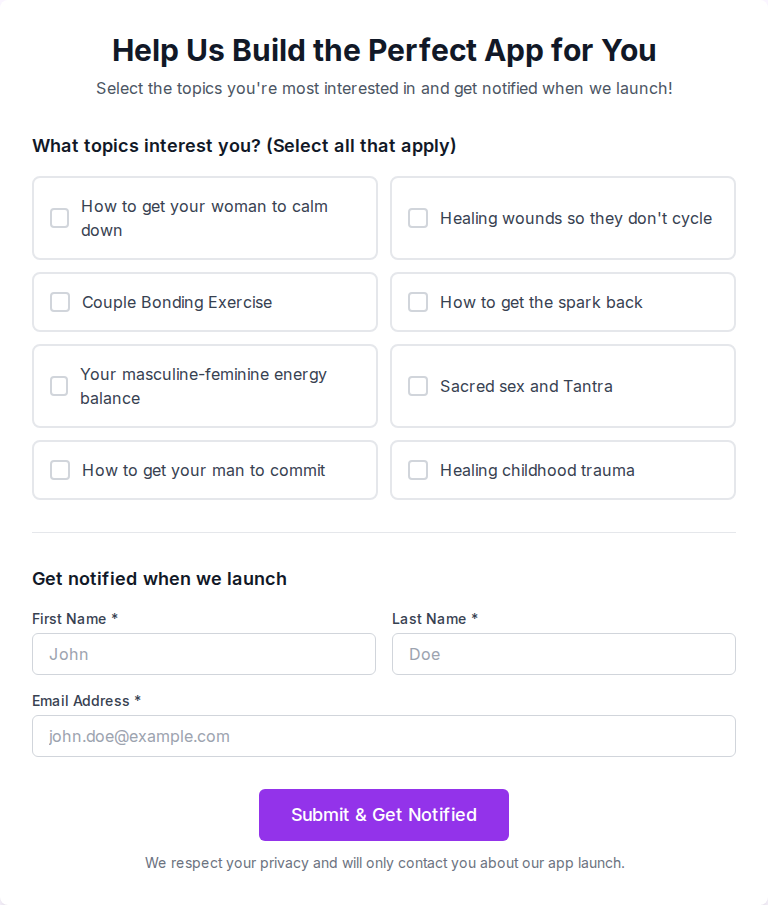 Help Us Build the Perfect App for You
Select the topics you're most interested in and get notified when we launch!
What topics interest you? (Select all that apply)
How to get your woman to calm
down
Healing wounds so they don't cycle
Couple Bonding Exercise
How to get the spark back
Your masculine-feminine energy
balance
Sacred sex and Tantra
How to get your man to commit
Healing childhood trauma
Get notified when we launch
First Name *
Last Name *
John
Doe
Email Address *
john.doe@example.com
Submit & Get Notified
We respect your privacy and will only contact you about our app launch.